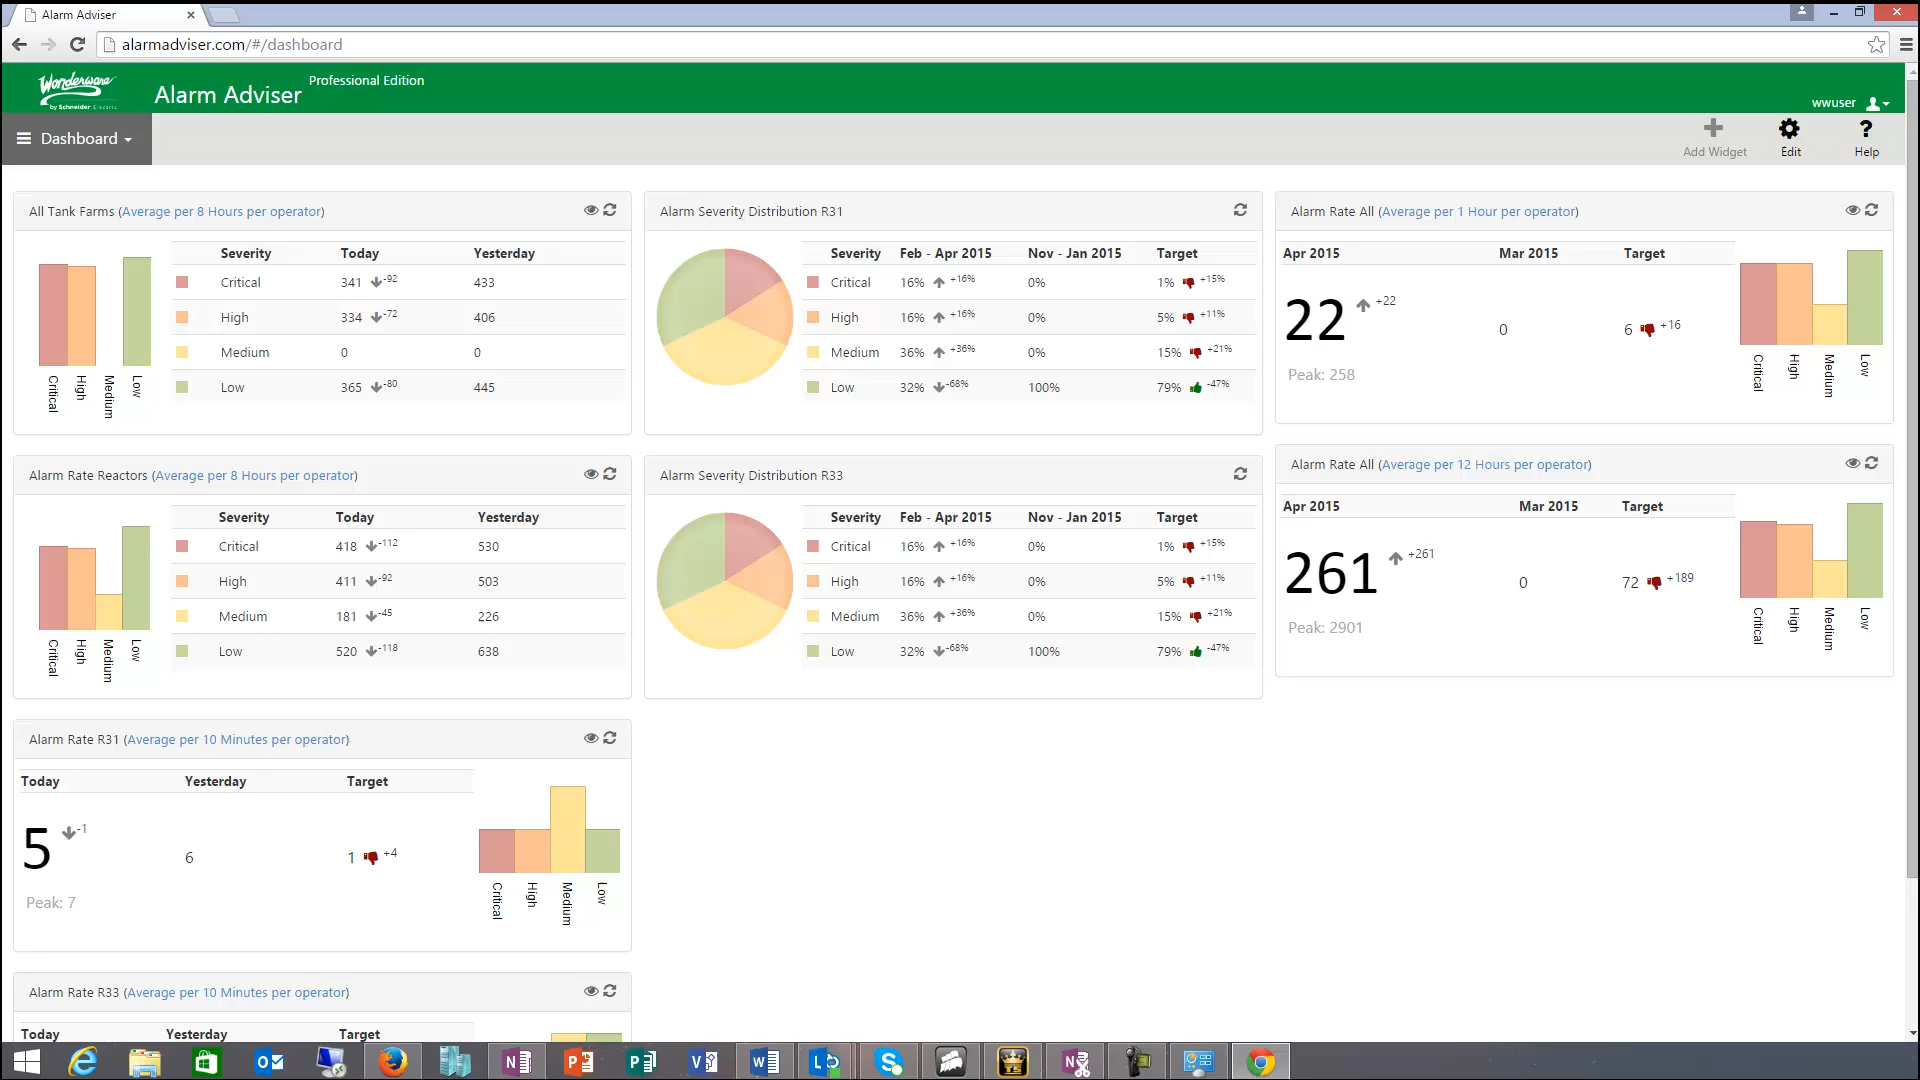 Alarm Adviser
alarmadviser.com/#/dashboard
Wonderware
by Schneider Electric
Alarm Adviser
Professional Edition
wwuser
Dashboard
Add Widget
Edit
Help
All Tank Farms (Average per 8 Hours per operator)
Severity Today Yesterday
Critical 341 -92 433
High 334 -72 406
Medium 0 0
Low 365 -80 445
Critical High Medium Low
Alarm Severity Distribution R31
Severity Feb - Apr 2015 Nov - Jan 2015 Target
Critical 16% +16% 0% 1% +15%
High 16% +16% 0% 5% +11%
Medium 36% +36% 0% 15% +21%
Low 32% -68% 100% 79% -47%
Alarm Rate All (Average per 1 Hour per operator)
Apr 2015 Mar 2015 Target
22 +22 0 6 +16
Peak: 258
Critical High Medium Low
Alarm Rate Reactors (Average per 8 Hours per operator)
Severity Today Yesterday
Critical 418 -112 530
High 411 -92 503
Medium 181 -45 226
Low 520 -118 638
Critical High Medium Low
Alarm Severity Distribution R33
Severity Feb - Apr 2015 Nov - Jan 2015 Target
Critical 16% +16% 0% 1% +15%
High 16% +16% 0% 5% +11%
Medium 36% +36% 0% 15% +21%
Low 32% -68% 100% 79% -47%
Alarm Rate All (Average per 12 Hours per operator)
Apr 2015 Mar 2015 Target
261 +261 0 72 +189
Peak: 2901
Critical High Medium Low
Alarm Rate R31 (Average per 10 Minutes per operator)
Today Yesterday Target
5 -1 6 1 +4
Peak: 7
Critical High Medium Low
Alarm Rate R33 (Average per 10 Minutes per operator)
Today Yesterday Target